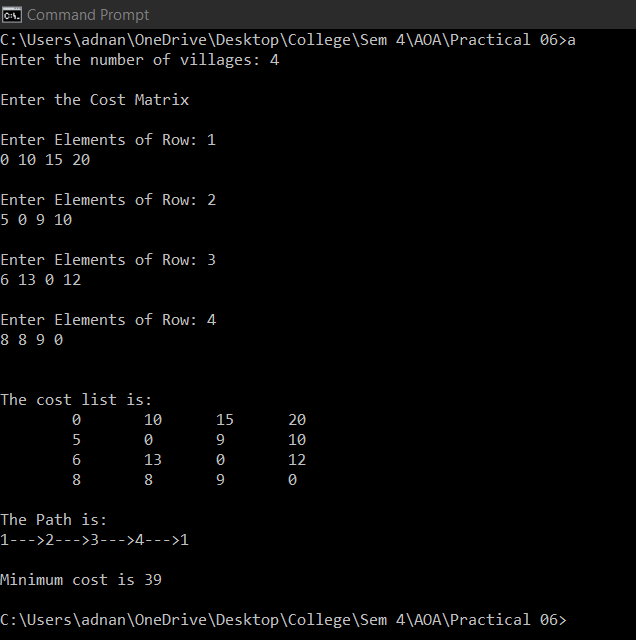 Command Prompt
C:\Users\adnan\OneDrive\Desktop\College\Sem 4\AOA\Practical 06>a
Enter the number of villages: 4
Enter the Cost Matrix
Enter Elements of Row: 1
0 10 15 20
Enter Elements of Row: 2
5 0 9 10
Enter Elements of Row: 3
6 13 0 12
Enter Elements of Row: 4
8 8 9 0
The cost list is:
0 10 15 20
5 0 9 10
6 13 0 12
8 8 9 0
The Path is:
1--->2--->3--->4--->1
Minimum cost is 39
C:\Users\adnan\OneDrive\Desktop\College\Sem 4\AOA\Practical 06>